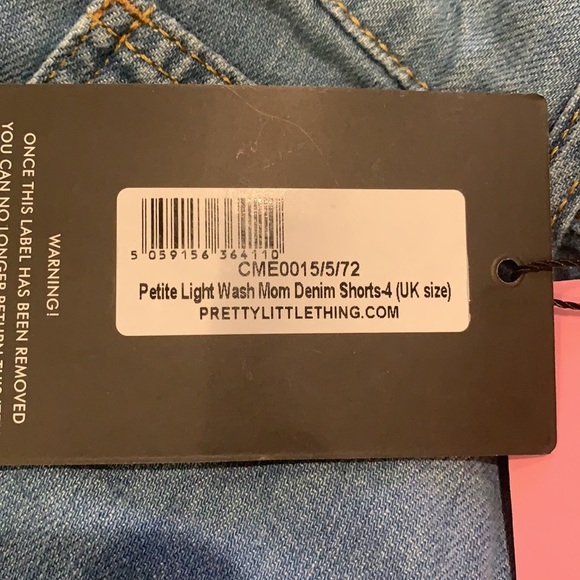 5 059156 364110
CME0015/5/72
Petite Light Wash Mom Denim Shorts-4 (UK size)
PRETTYLITTLETHING.COM
WARNING!
ONCE THIS LABEL HAS BEEN REMOVED
YOU CAN NO LONGER RETURN THIS